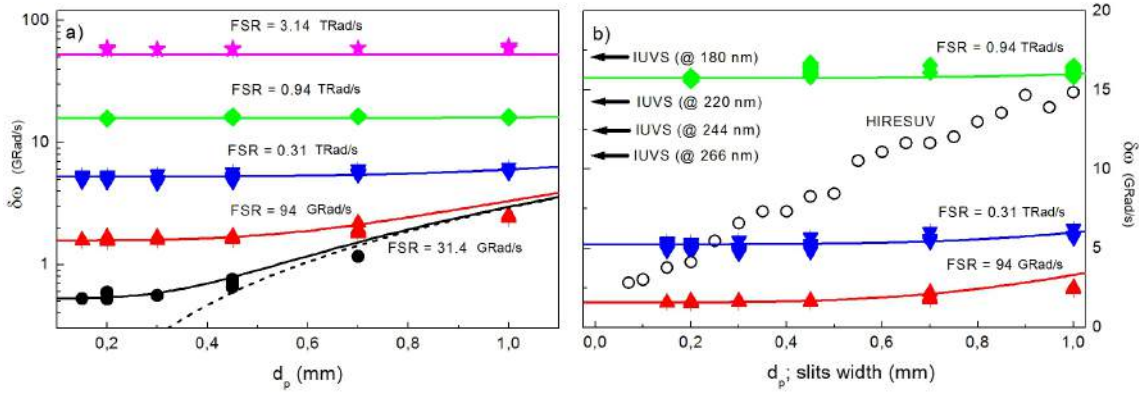 a)
100
10
1
δω (GRad/s)
FSR = 3.14 TRad/s
FSR = 0.94 TRad/s
FSR = 0.31 TRad/s
FSR = 94 GRad/s
FSR = 31.4 GRad/s
0,2 0,4 0,6 0,8 1,0
dp (mm)
b)
IUVS (@ 180 nm)
IUVS (@ 220 nm)
IUVS (@ 244 nm)
IUVS (@ 266 nm)
FSR = 0.94 TRad/s
HIRESUV
FSR = 0.31 TRad/s
FSR = 94 GRad/s
20
15
10
5
0
δω (GRad/s)
0,0 0,2 0,4 0,6 0,8 1,0
dp; slits width (mm)